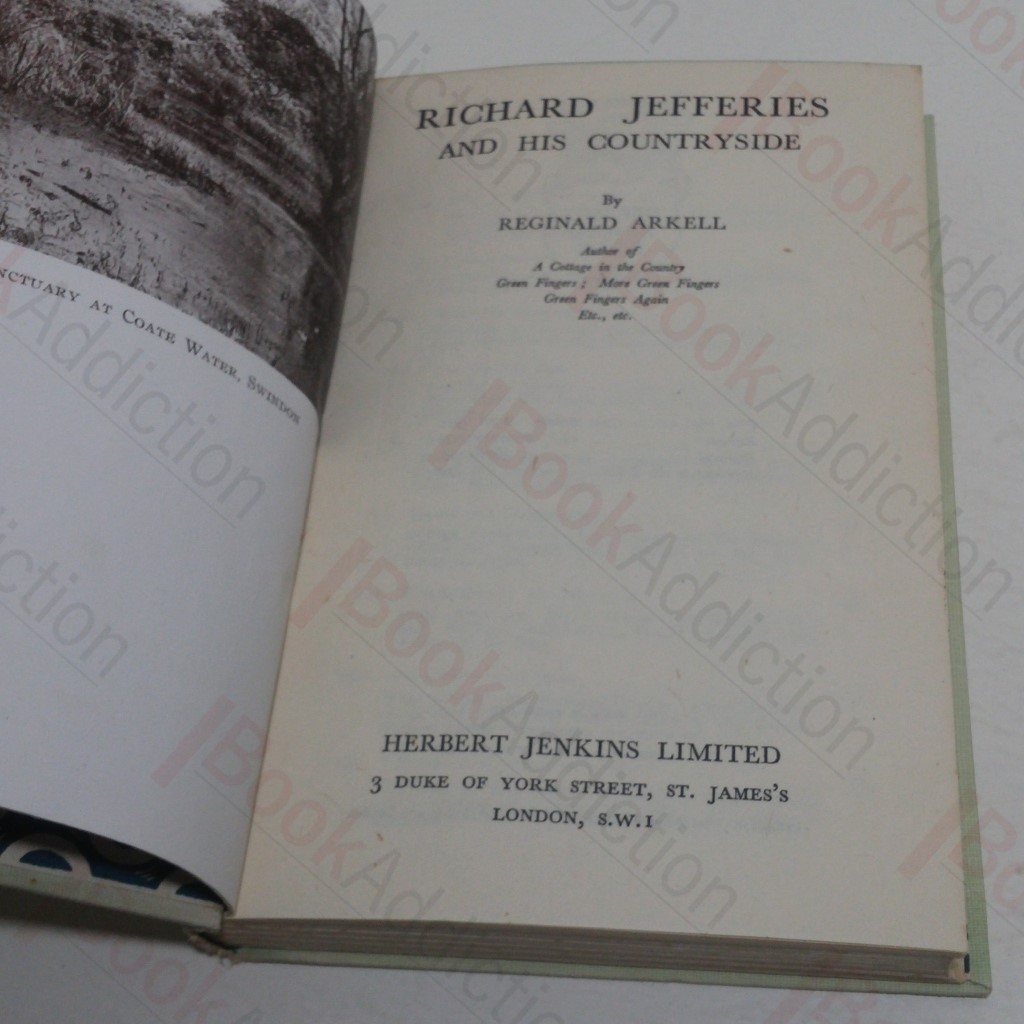 NCTUARY AT COATE WATER, SWINDON
RICHARD JEFFERIES
AND HIS COUNTRYSIDE
By
REGINALD ARKELL
Author of
A Cottage in the Country
Green Fingers ; More Green Fingers
Green Fingers Again
Etc., etc.
HERBERT JENKINS LIMITED
3 DUKE OF YORK STREET, ST. JAMES'S
LONDON, S.W.1
BookAddiction